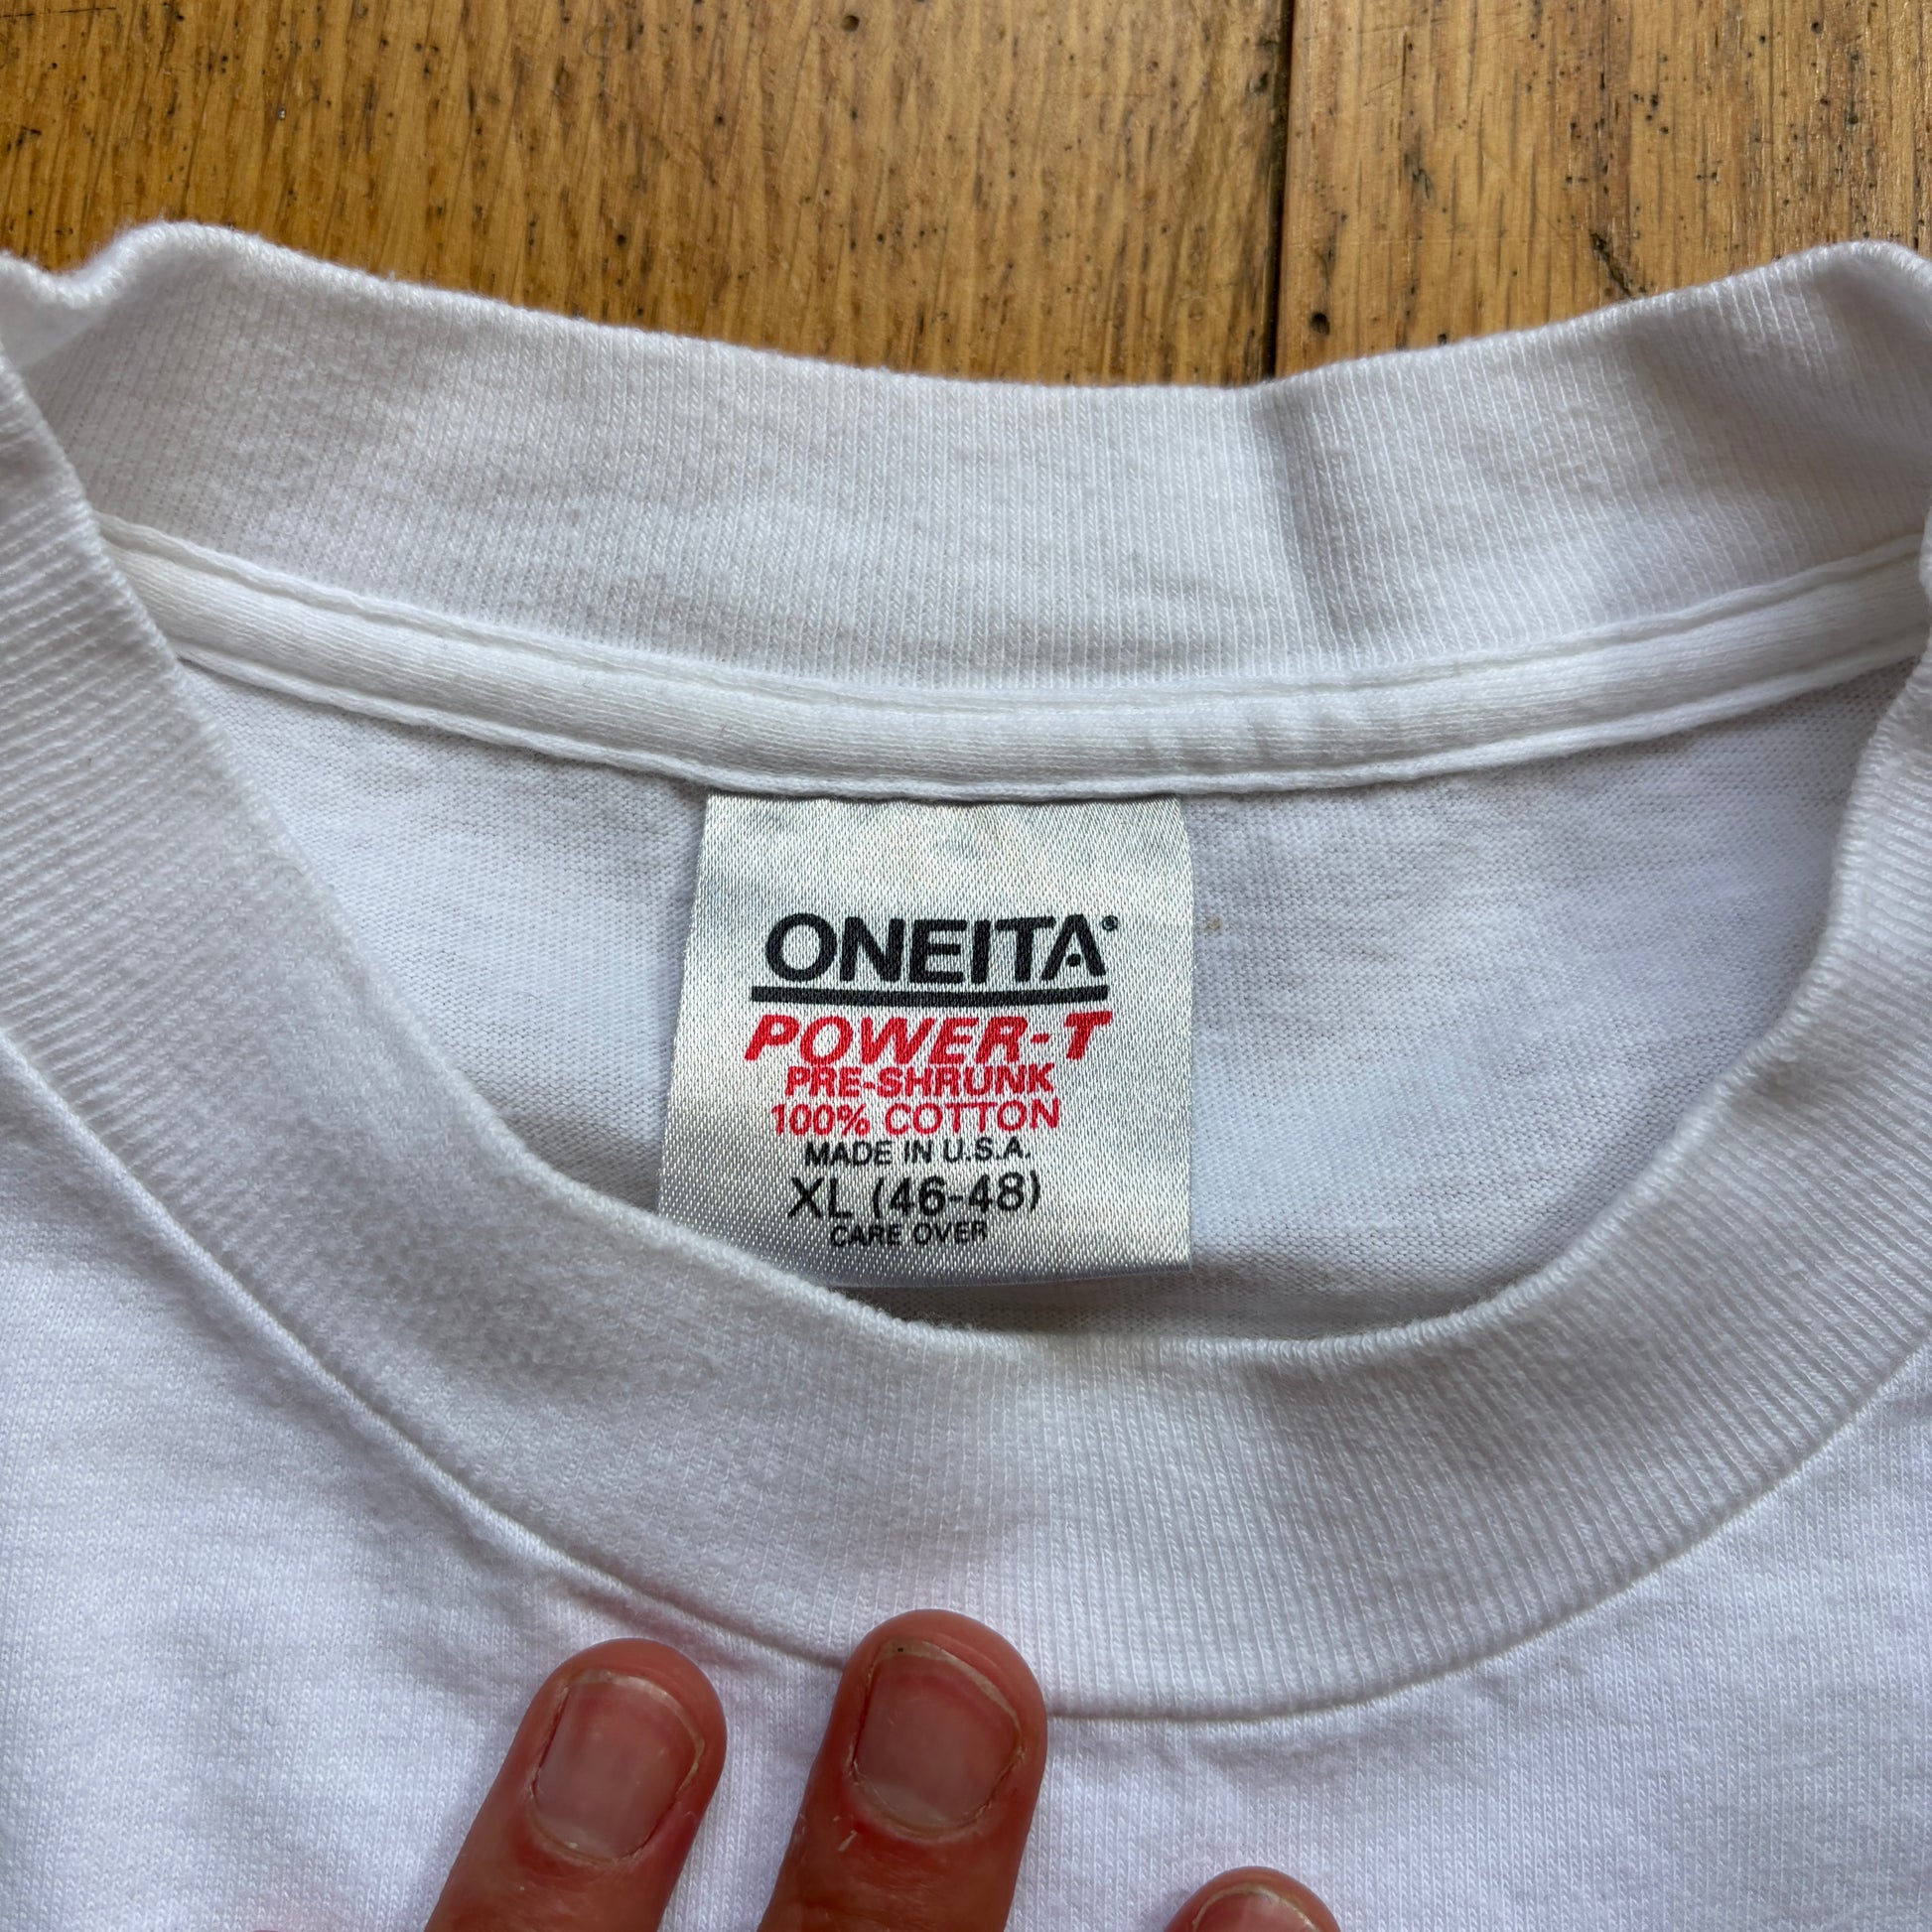 ONEITA®
POWER-T
PRE-SHRUNK
100% COTTON
MADE IN U.S.A.
XL (46-48)
CARE OVER